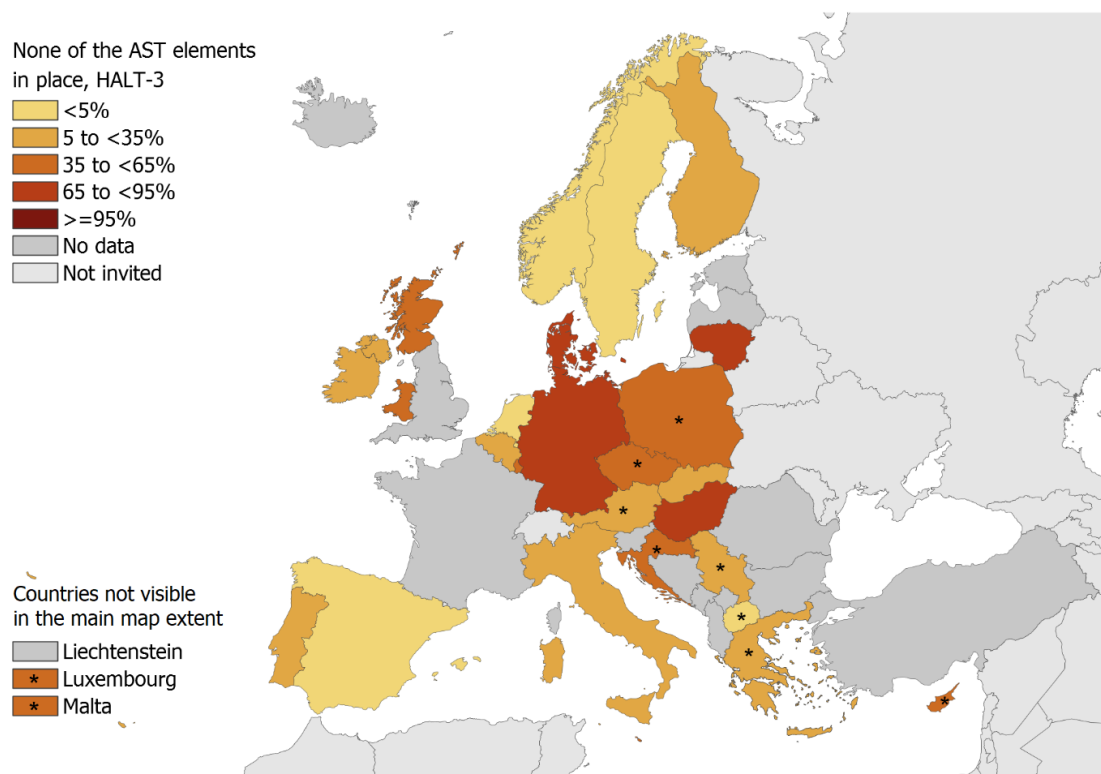 None of the AST elements
in place, HALT-3
<5%
5 to <35%
35 to <65%
65 to <95%
>=95%
No data
Not invited
*
*
*
*
*
*
*
*
Countries not visible
in the main map extent
Liechtenstein
* Luxembourg
* Malta